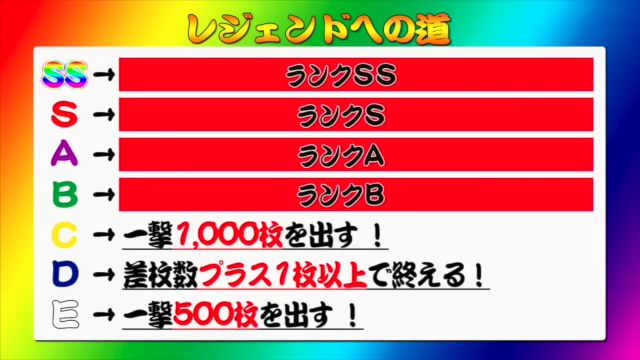 レジェンドへの道
SS→ランクSS
S→ランクS
A→ランクA
B→ランクB
C→一撃1,000枚を出す！
D→差枚数プラス1枚以上で終える！
E→一撃500枚を出す！